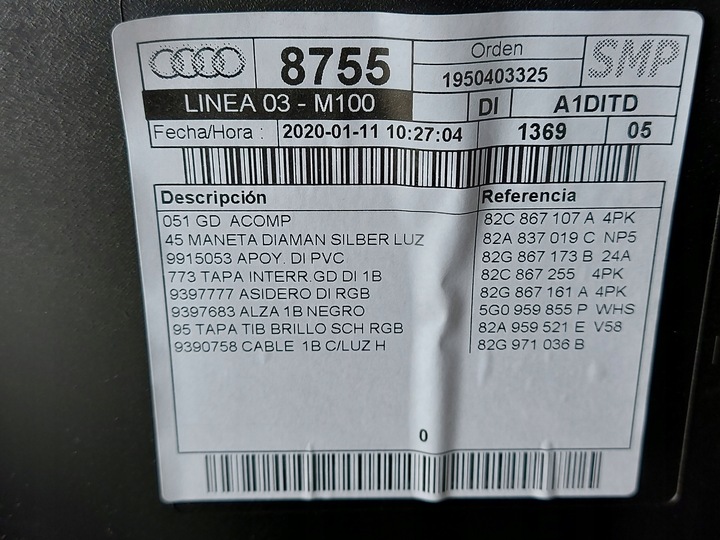 8755
Orden
1950403325
SMP
LINEA 03 - M100
DI
A1DITD
Fecha/Hora :
2020-01-11 10:27:04
1369
05
Descripción Referencia
051 GD ACOMP 82C 867 107 A 4PK
45 MANETA DIAMAN SILBER LUZ 82A 837 019 C NP5
9915053 APOY. DI PVC 82G 867 173 B 24A
773 TAPA INTERR.GD DI 1B 82C 867 255 4PK
9397777 ASIDERO DI RGB 82G 867 161 A 4PK
9397683 ALZA 1B NEGRO 5G0 959 855 P WHS
95 TAPA TIB BRILLO SCH RGB 82A 959 521 E V58
9390758 CABLE 1B C/LUZ H 82G 971 036 B
0